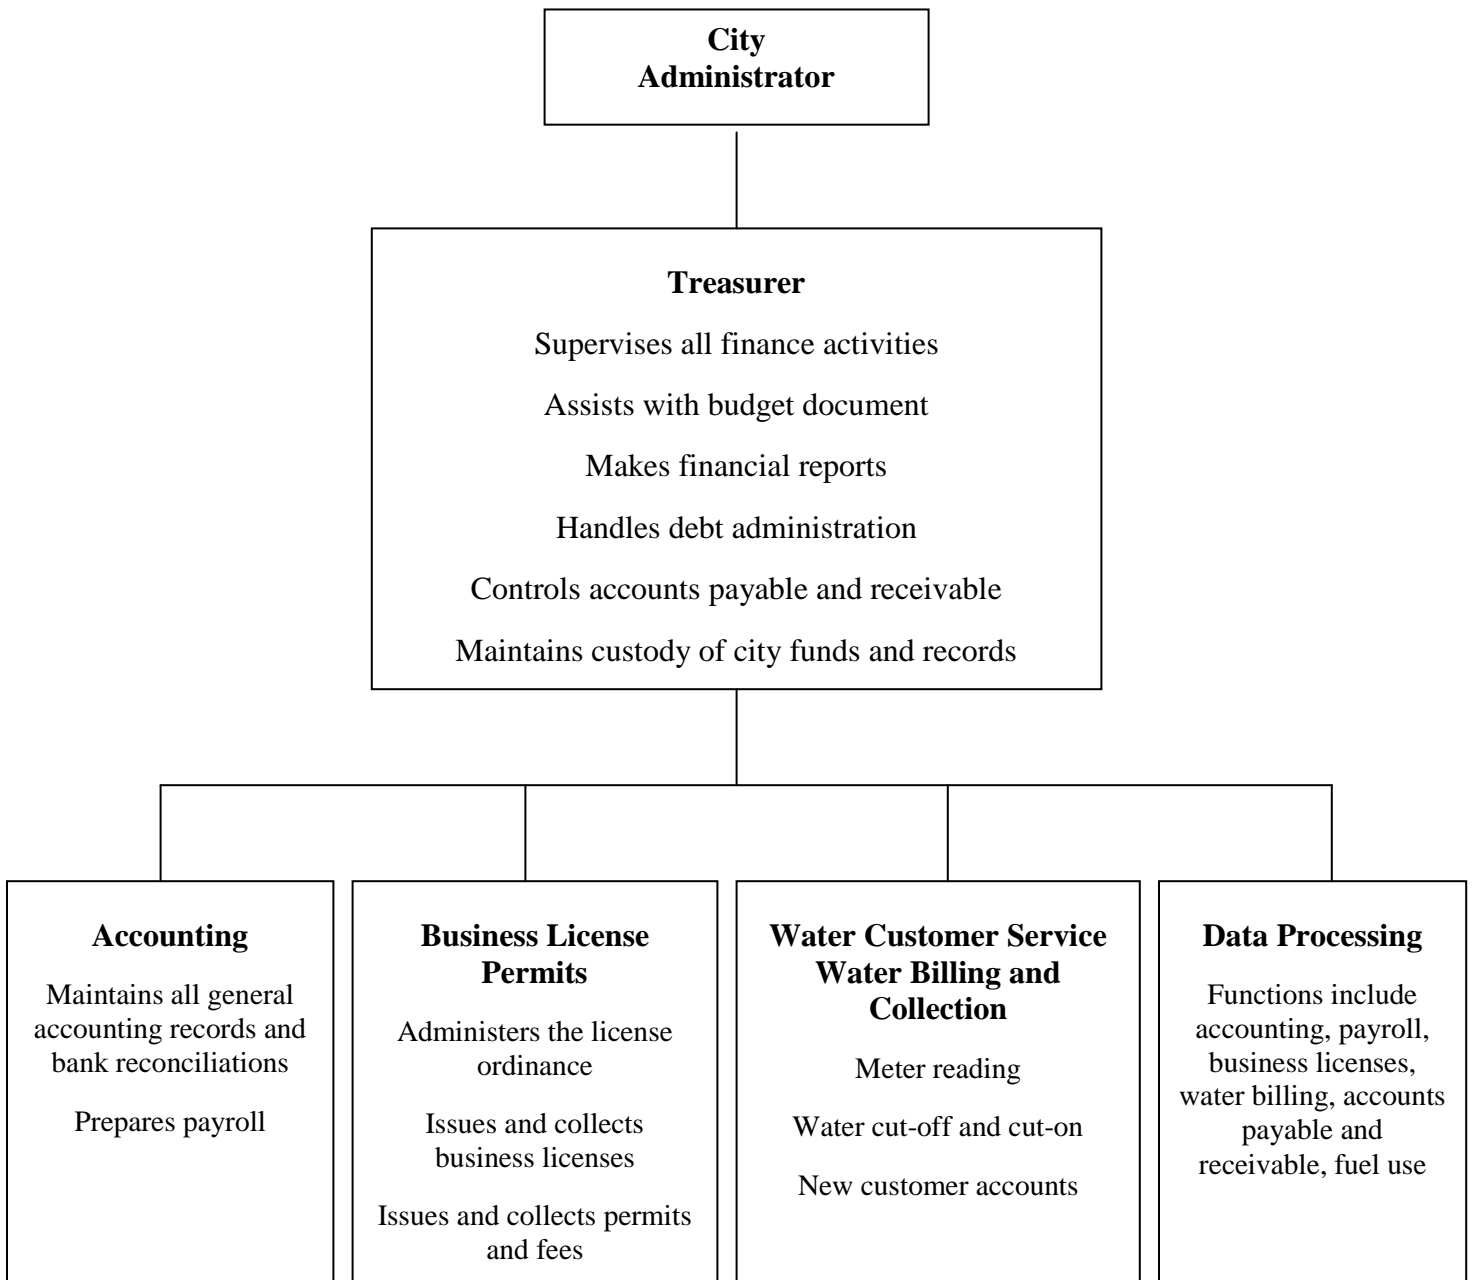 City
Administrator
Treasurer
Supervises all finance activities
Assists with budget document
Makes financial reports
Handles debt administration
Controls accounts payable and receivable
Maintains custody of city funds and records
Accounting
Maintains all general
accounting records and
bank reconciliations
Prepares payroll
Business License
Permits
Administers the license
ordinance
Issues and collects
business licenses
Issues and collects permits
and fees
Water Customer Service
Water Billing and
Collection
Meter reading
Water cut-off and cut-on
New customer accounts
Data Processing
Functions include
accounting, payroll,
business licenses,
water billing, accounts
payable and
receivable, fuel use